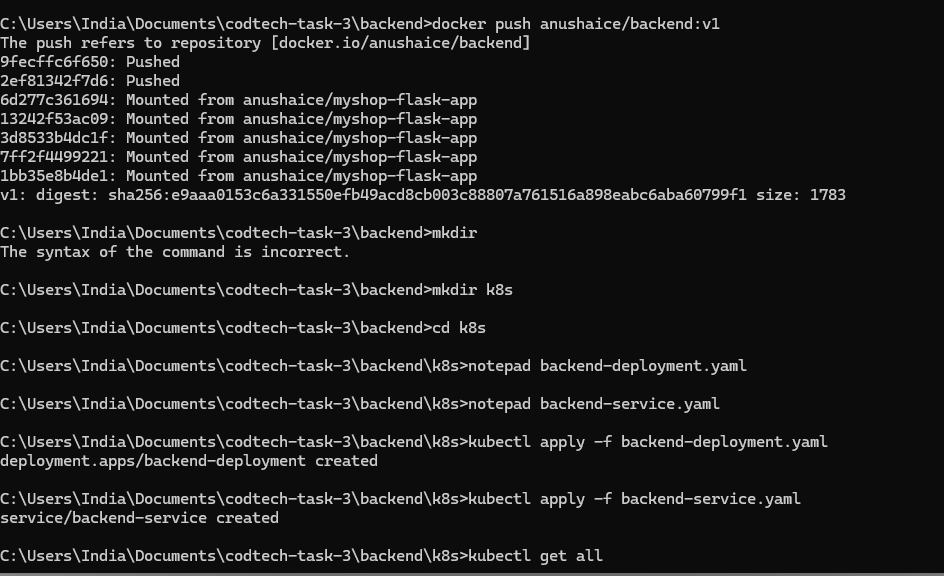 C:\Users\India\Documents\codtech-task-3\backend>docker push anushaice/backend:v1
The push refers to repository [docker.io/anushaice/backend]
9fecffc6f650: Pushed
2ef81342f7d6: Pushed
6d277c361694: Mounted from anushaice/myshop-flask-app
13242f53ac09: Mounted from anushaice/myshop-flask-app
3d8533b4dc1f: Mounted from anushaice/myshop-flask-app
7ff2f4499221: Mounted from anushaice/myshop-flask-app
1bb35e8b4de1: Mounted from anushaice/myshop-flask-app
v1: digest: sha256:e9aaa0153c6a331550efb49acd8cb003c88807a761516a898eabc6aba60799f1 size: 1783
C:\Users\India\Documents\codtech-task-3\backend>mkdir
The syntax of the command is incorrect.
C:\Users\India\Documents\codtech-task-3\backend>mkdir k8s
C:\Users\India\Documents\codtech-task-3\backend>cd k8s
C:\Users\India\Documents\codtech-task-3\backend\k8s>notepad backend-deployment.yaml
C:\Users\India\Documents\codtech-task-3\backend\k8s>notepad backend-service.yaml
C:\Users\India\Documents\codtech-task-3\backend\k8s>kubectl apply -f backend-deployment.yaml
deployment.apps/backend-deployment created
C:\Users\India\Documents\codtech-task-3\backend\k8s>kubectl apply -f backend-service.yaml
service/backend-service created
C:\Users\India\Documents\codtech-task-3\backend\k8s>kubectl get all